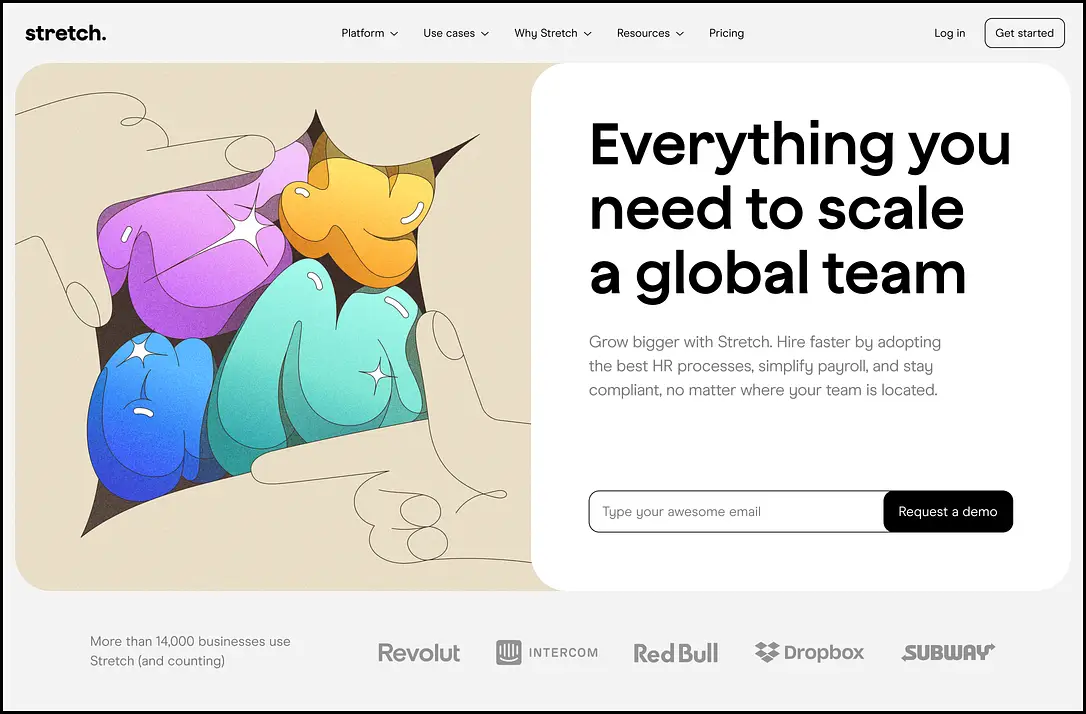 stretch.
Platform
Use cases
Why Stretch
Resources
Pricing
Log in
Get started
Everything you
need to scale
a global team
Grow bigger with Stretch. Hire faster by adopting
the best HR processes, simplify payroll, and stay
compliant, no matter where your team is located.
Type your awesome email
Request a demo
More than 14,000 businesses use
Stretch (and counting)
Revolut
INTERCOM
Red Bull
Dropbox
SUBWAY